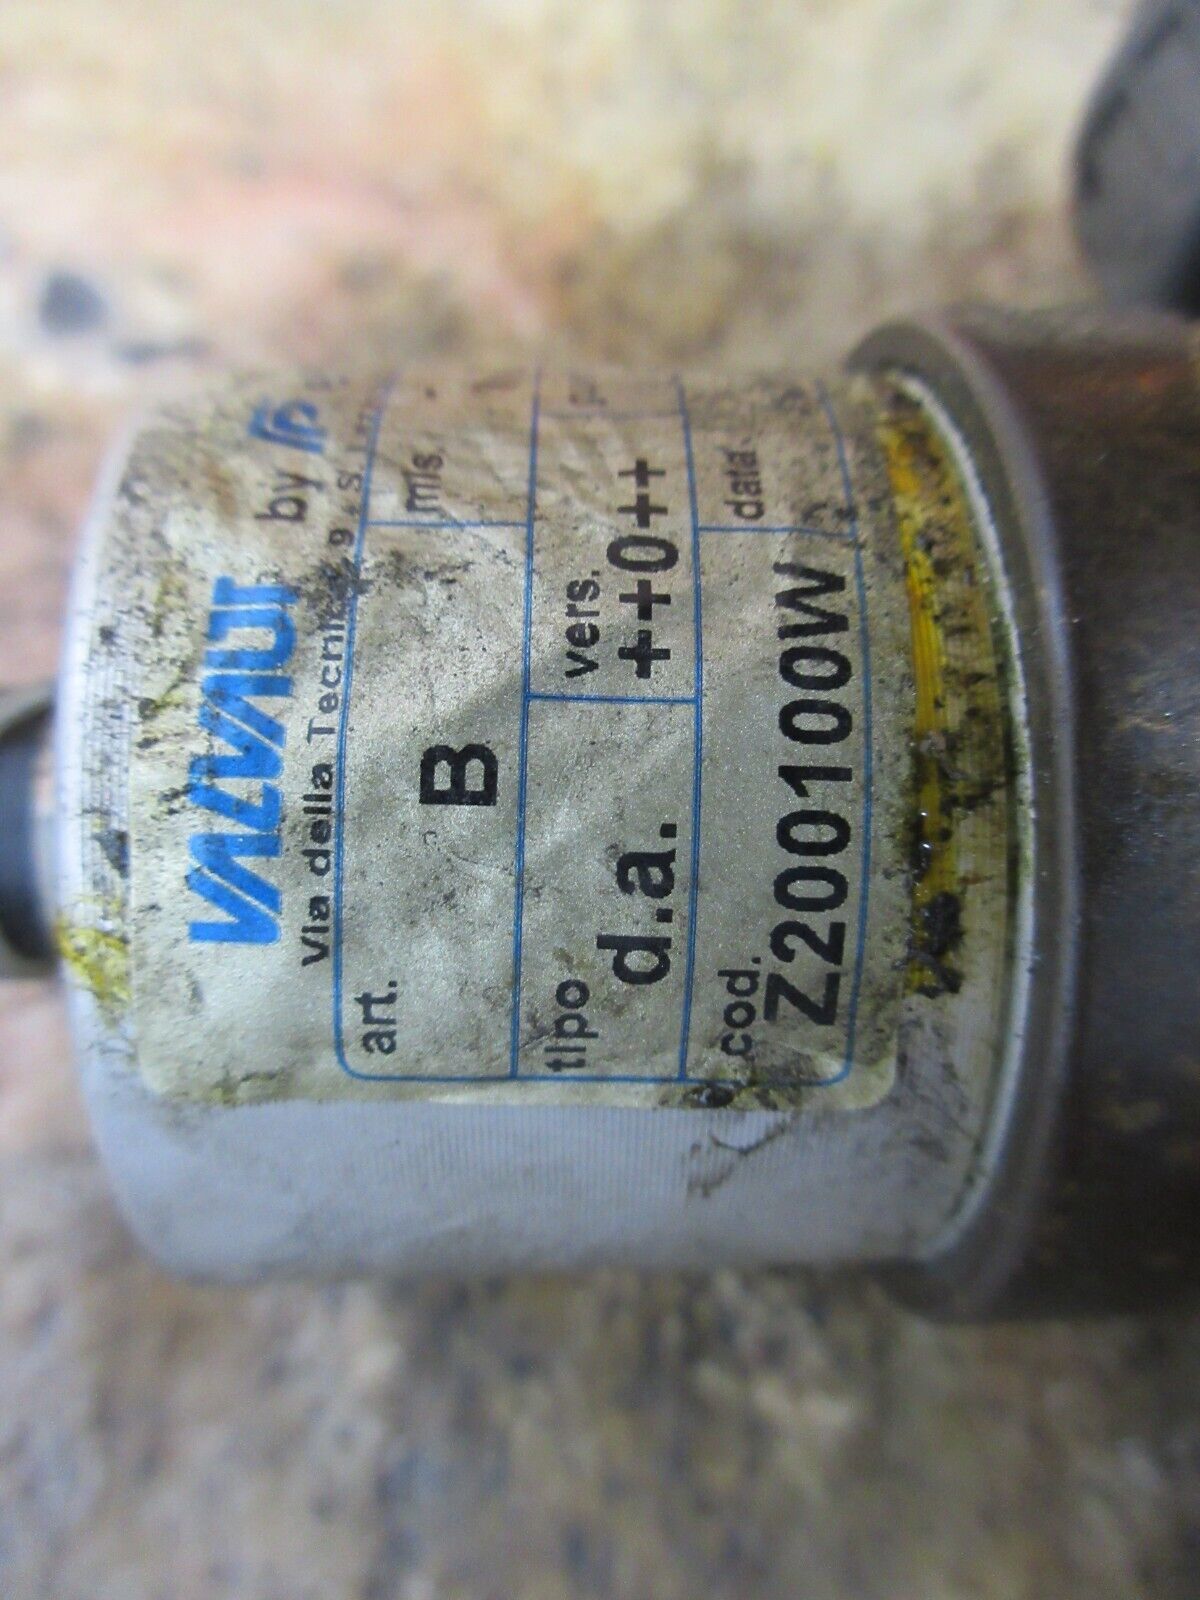 VALVAUT by
Via della Tecnica
art. mis.
B
tipo vers.
d.a. ++0++
cod. data
Z200100W